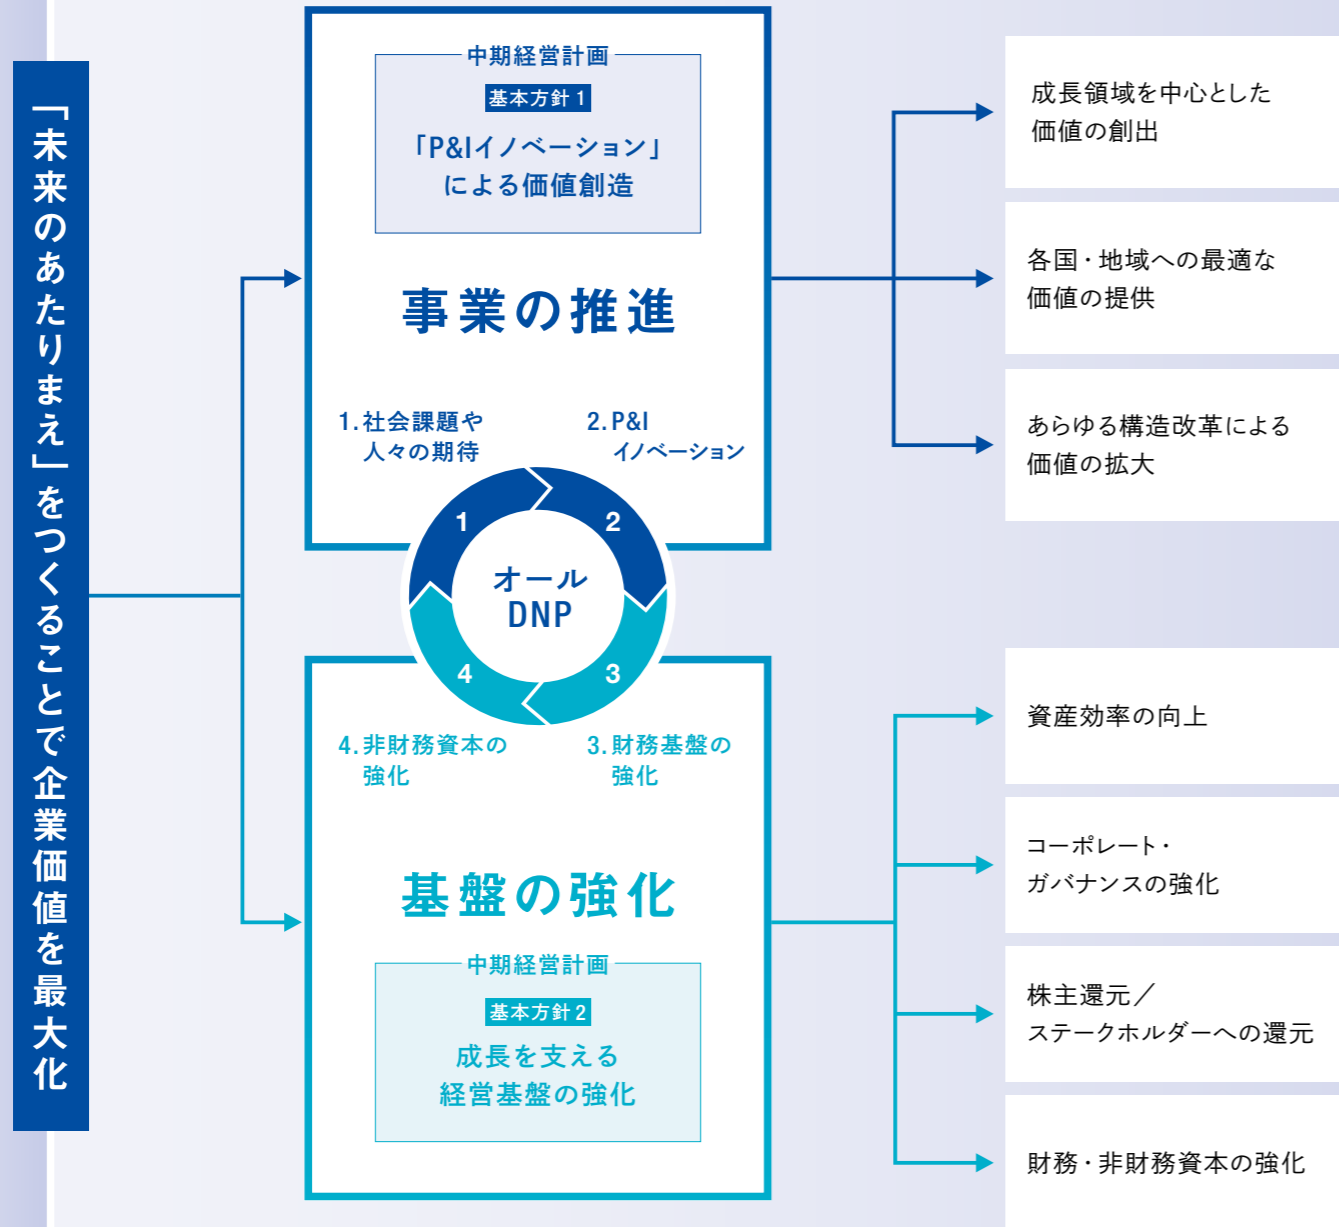 「未来のあたりまえ」をつくることで企業価値を最大化
中期経営計画
基本方針 1
「P&Iイノベーション」
による価値創造
事業の推進
1.社会課題や
人々の期待
2.P&I
イノベーション
1
2
オール
DNP
4
3
4.非財務資本の
強化
3.財務基盤の
強化
基盤の強化
中期経営計画
基本方針 2
成長を支える
経営基盤の強化
成長領域を中心とした
価値の創出
各国・地域への最適な
価値の提供
あらゆる構造改革による
価値の拡大
資産効率の向上
コーポレート・
ガバナンスの強化
株主還元／
ステークホルダーへの還元
財務・非財務資本の強化